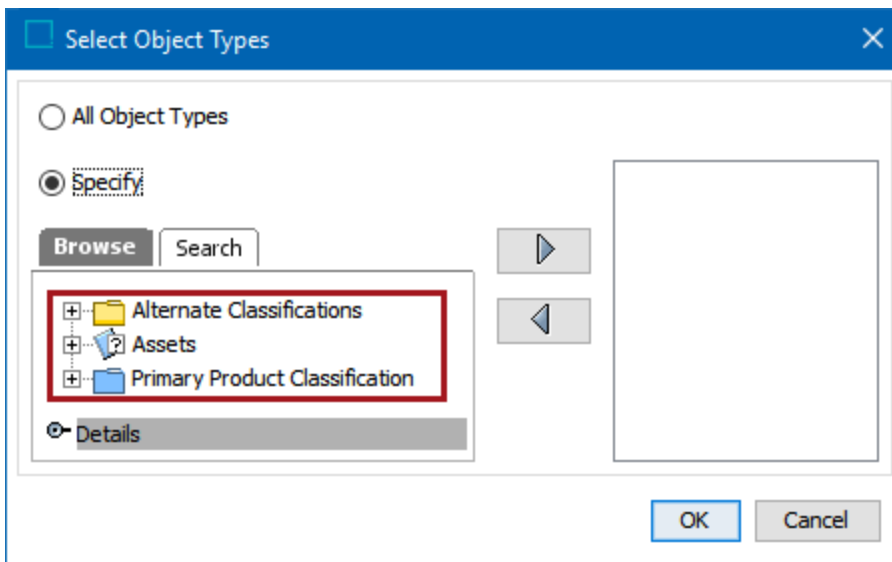 Select Object Types
All Object Types
Specify
Browse Search
Alternate Classifications
Assets
Primary Product Classification
Details
OK Cancel